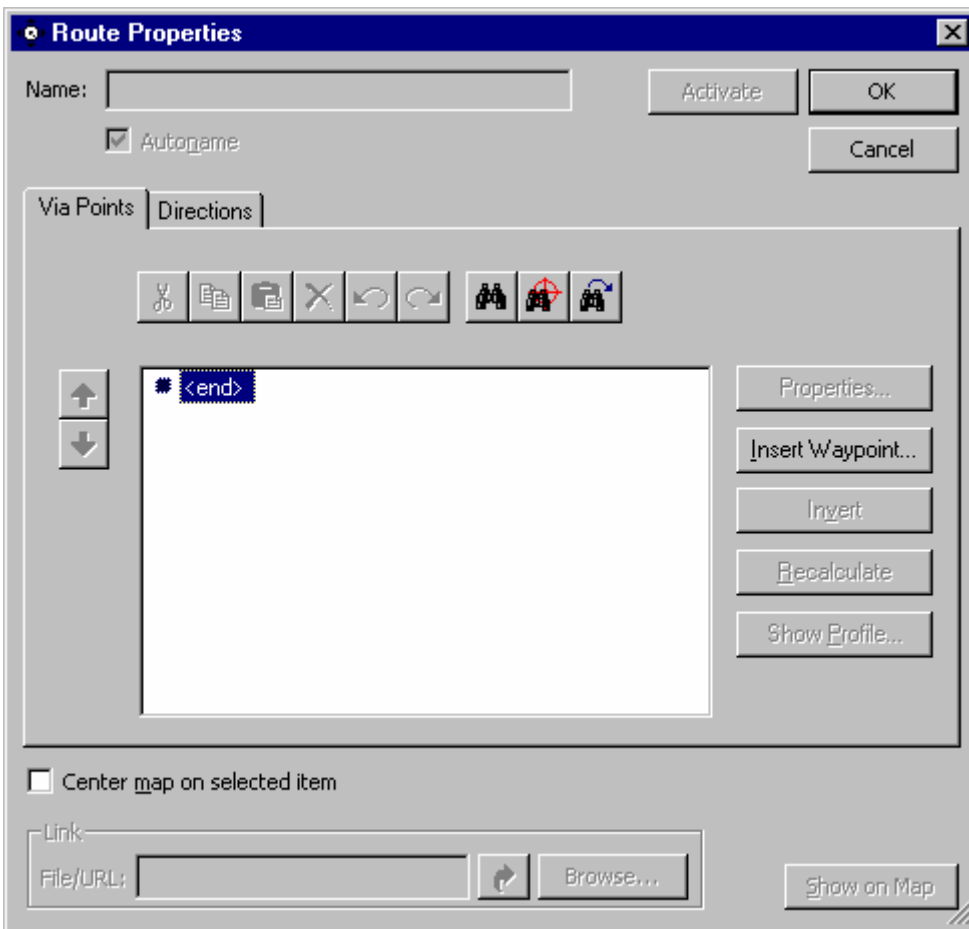 Route Properties
Name:
Activate
OK
Autoname
Cancel
Via Points
Directions
<end>
Properties...
Insert Waypoint...
Invert
Recalculate
Show Profile...
Center map on selected item
Link
File/URL:
Browse...
Show on Map